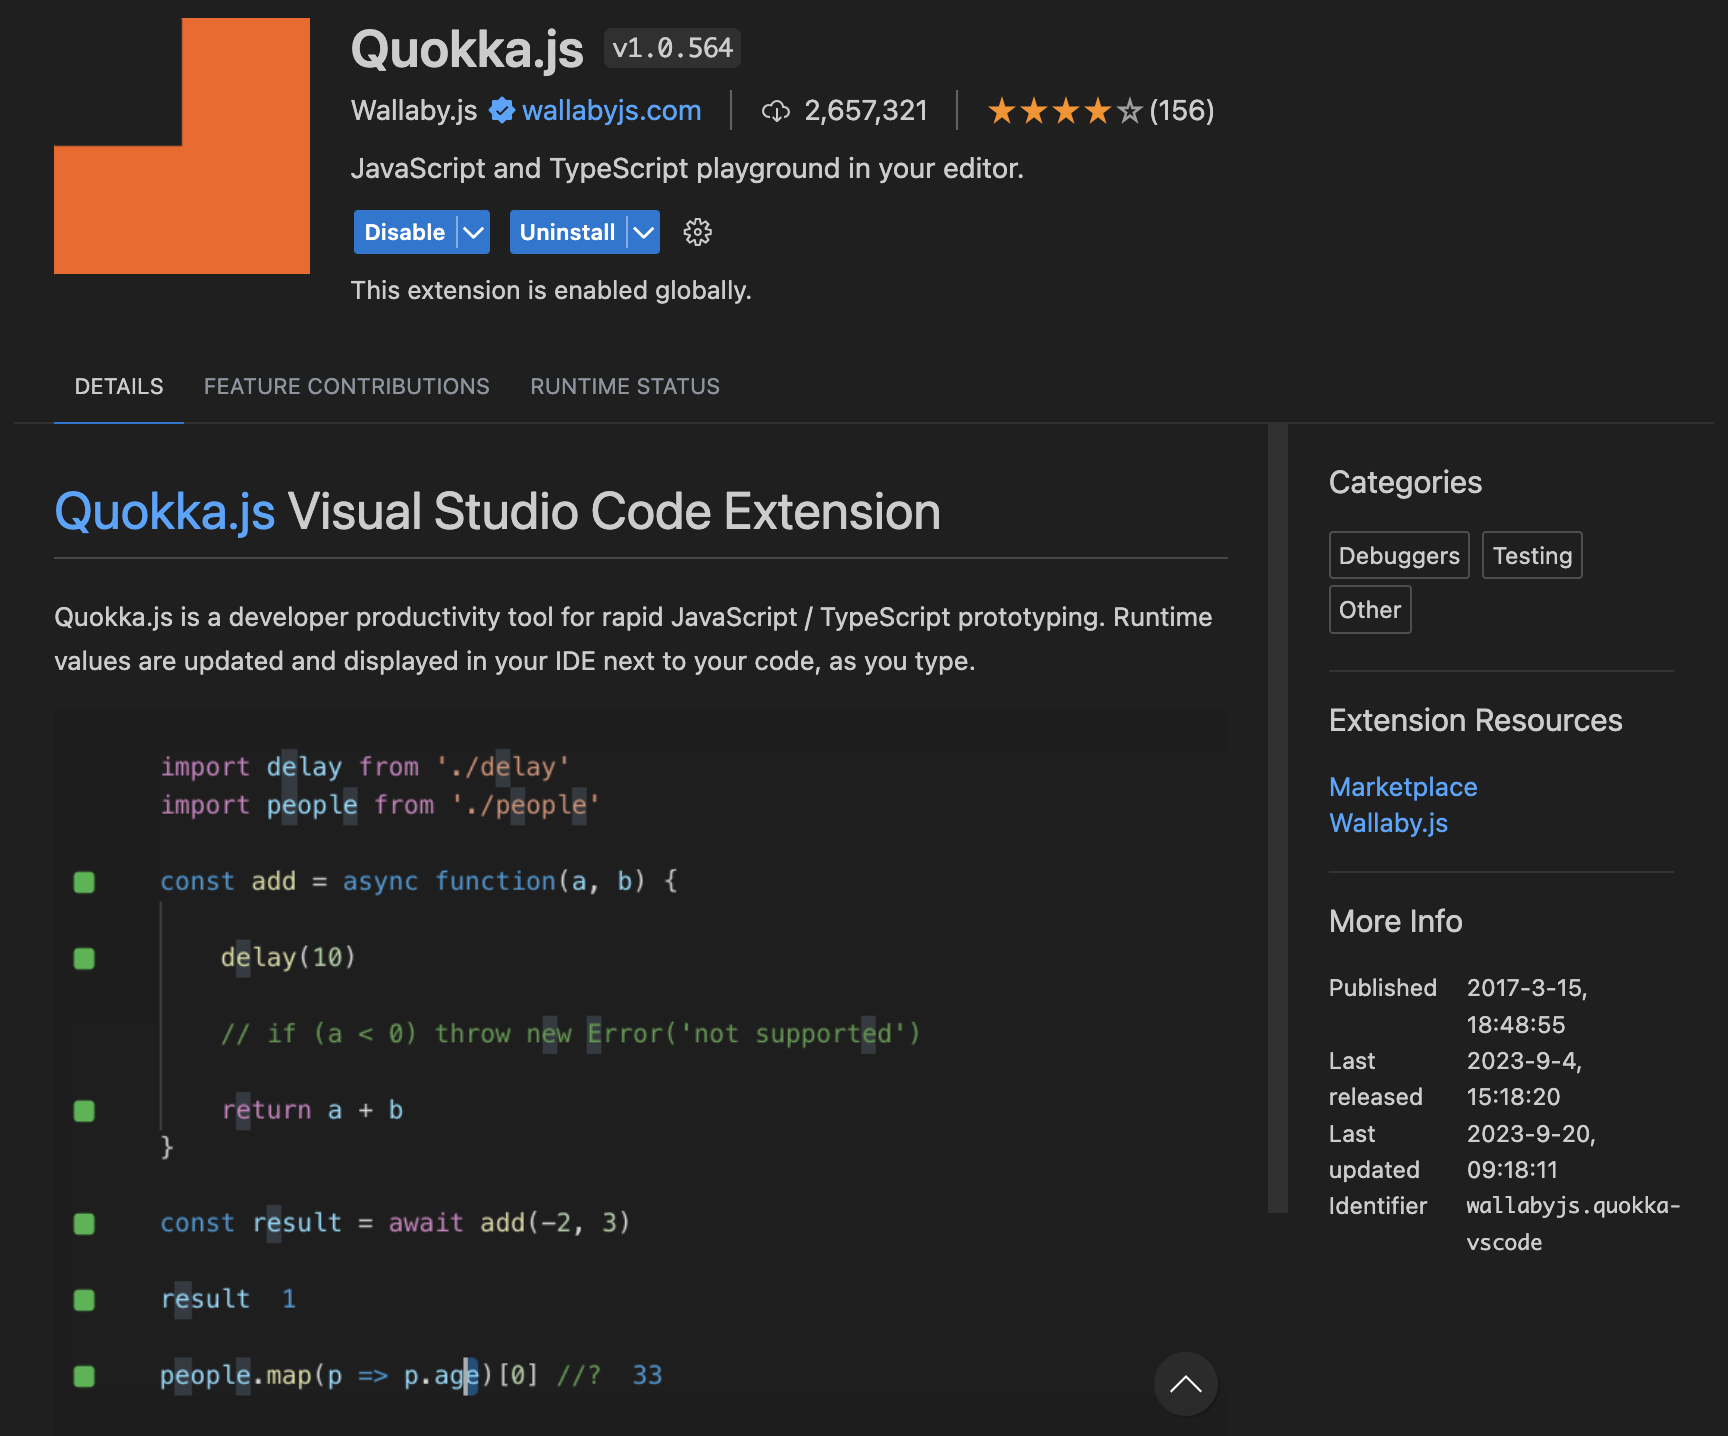 Quokka.js v1.0.564
Wallaby.js wallabyjs.com 2,657,321 (156)
JavaScript and TypeScript playground in your editor.
Disable Uninstall
This extension is enabled globally.
DETAILS FEATURE CONTRIBUTIONS RUNTIME STATUS
Quokka.js Visual Studio Code Extension
Quokka.js is a developer productivity tool for rapid JavaScript / TypeScript prototyping. Runtime
values are updated and displayed in your IDE next to your code, as you type.
import delay from './delay'
import people from './people'
const add = async function(a, b) {
delay(10)
// if (a < 0) throw new Error('not supported')
return a + b
}
const result = await add(-2, 3)
result 1
people.map(p => p.age)[0] //? 33
Categories
Debuggers Testing
Other
Extension Resources
Marketplace
Wallaby.js
More Info
Published 2017-3-15,
18:48:55
Last 2023-9-4,
released 15:18:20
Last 2023-9-20,
updated 09:18:11
Identifier wallabyjs.quokka-
vscode